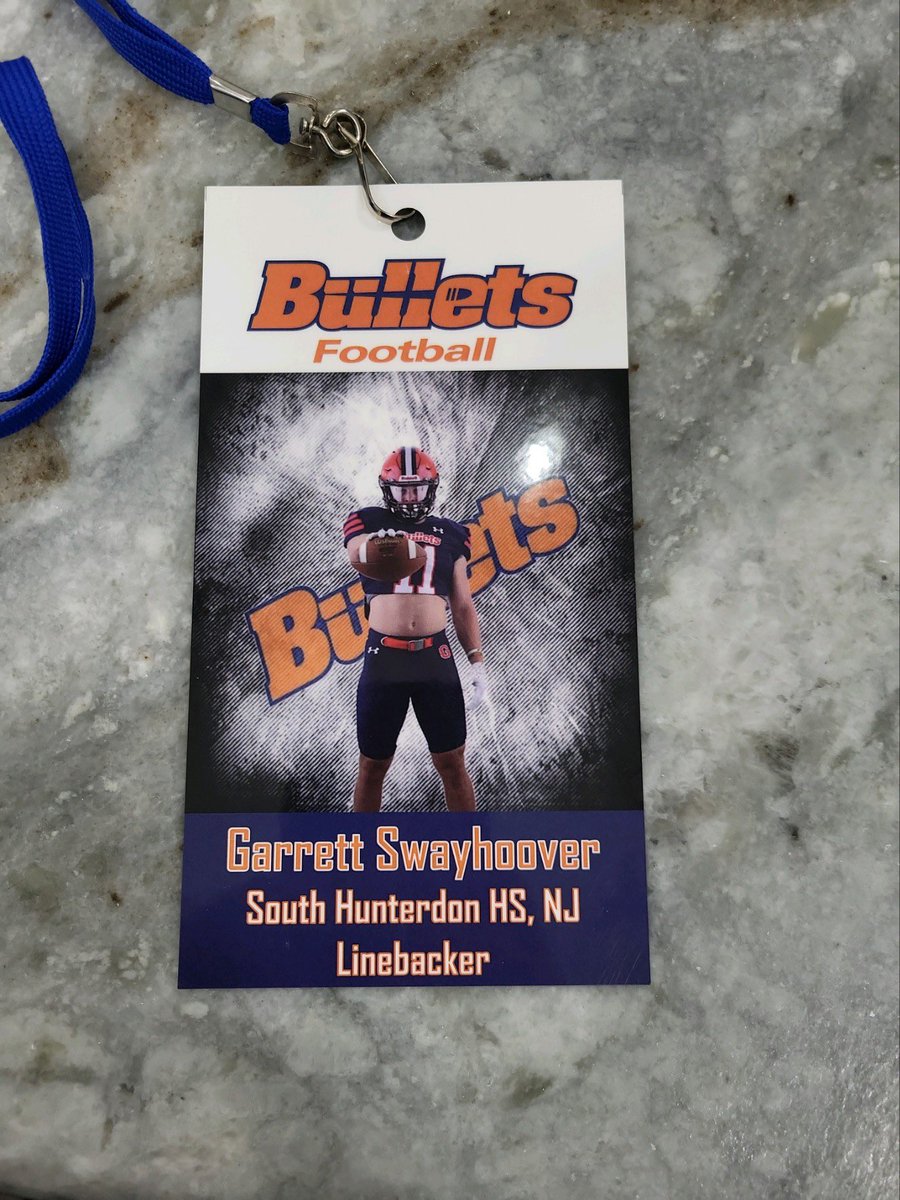 Bullets
Football
Bullets
Bullets
11
G
Garrett Swayhoover
South Hunterdon HS, NJ
Linebacker